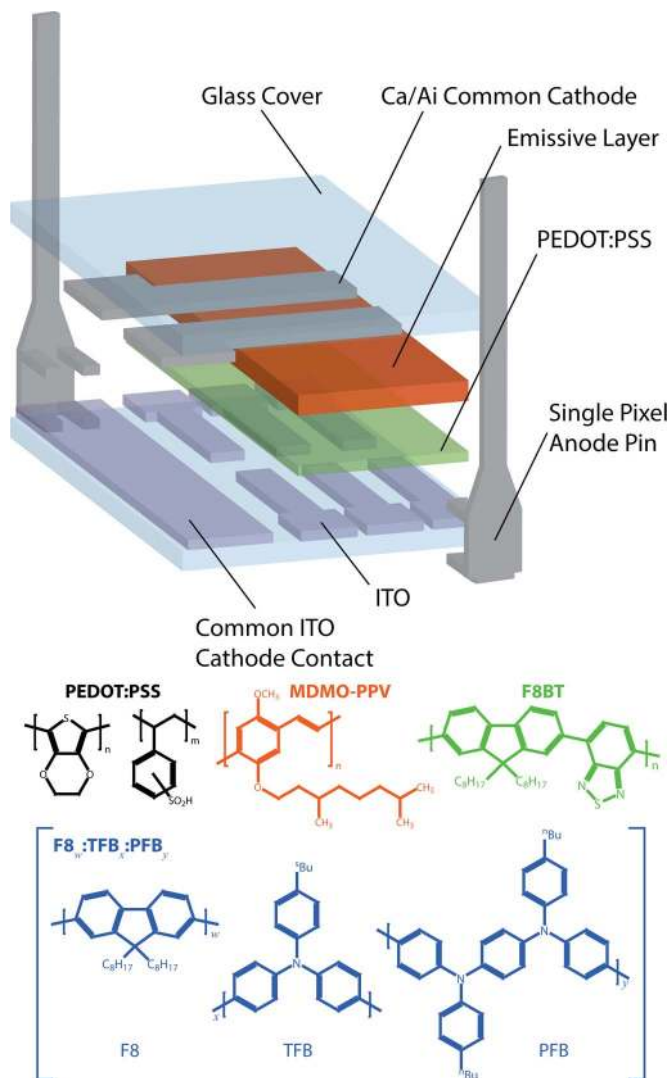 Glass Cover
Ca/Ai Common Cathode
Emissive Layer
PEDOT:PSS
Single Pixel
Anode Pin
ITO
Common ITO
Cathode Contact
PEDOT:PSS
MDMO-PPV
F8BT
S
n
O
O
m
SO₂H
OCH₃
n
O
CH₃
CH₃
CH₃
n
C₈H₁₇
C₈H₁₇
N
S
N
F8w:TFBx:PFBy
w
C₈H₁₇
C₈H₁₇
F8
ˢBu
N
x
TFB
ⁿBu
N
N
y
ⁿBu
PFB